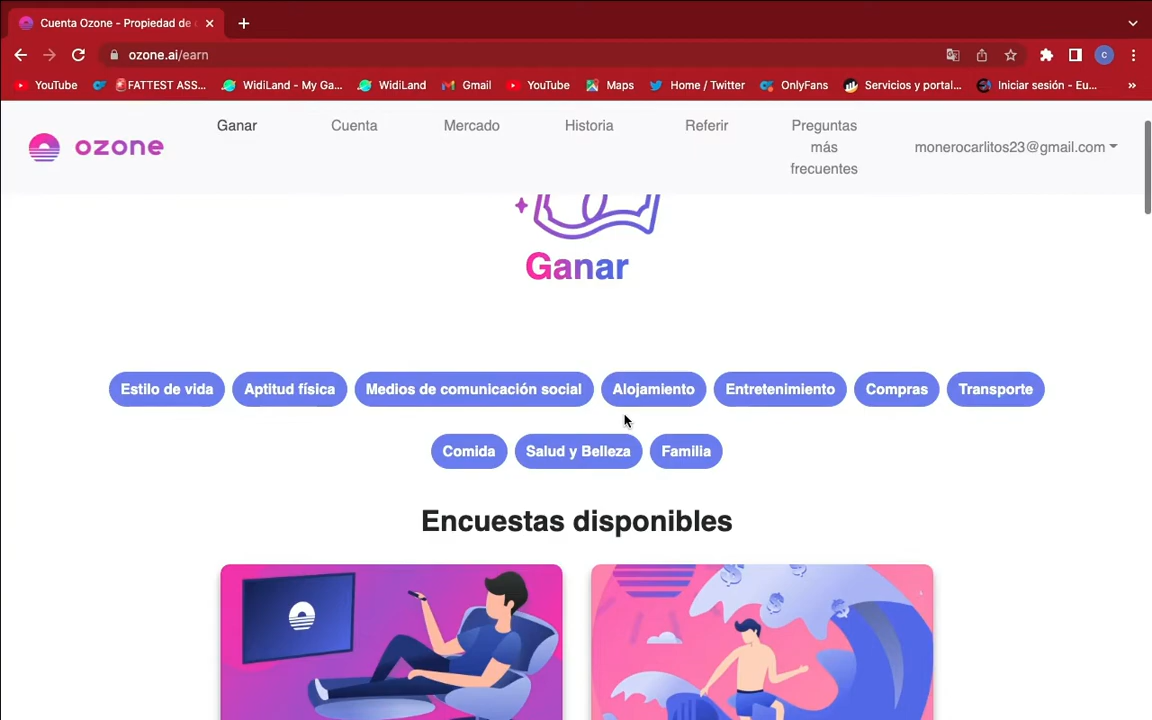 Cuenta Ozone - Propiedad de
ozone.ai/earn
YouTube
FATTEST ASS...
WidiLand - My Ga...
WidiLand
Gmail
YouTube
Maps
Home / Twitter
OnlyFans
Servicios y portal...
Iniciar sesión - Eu...
»
ozone
Ganar
Cuenta
Mercado
Historia
Referir
Preguntas
más
frecuentes
monerocarlitos23@gmail.com
Ganar
Estilo de vida
Aptitud física
Medios de comunicación social
Alojamiento
Entretenimiento
Compras
Transporte
Comida
Salud y Belleza
Familia
Encuestas disponibles